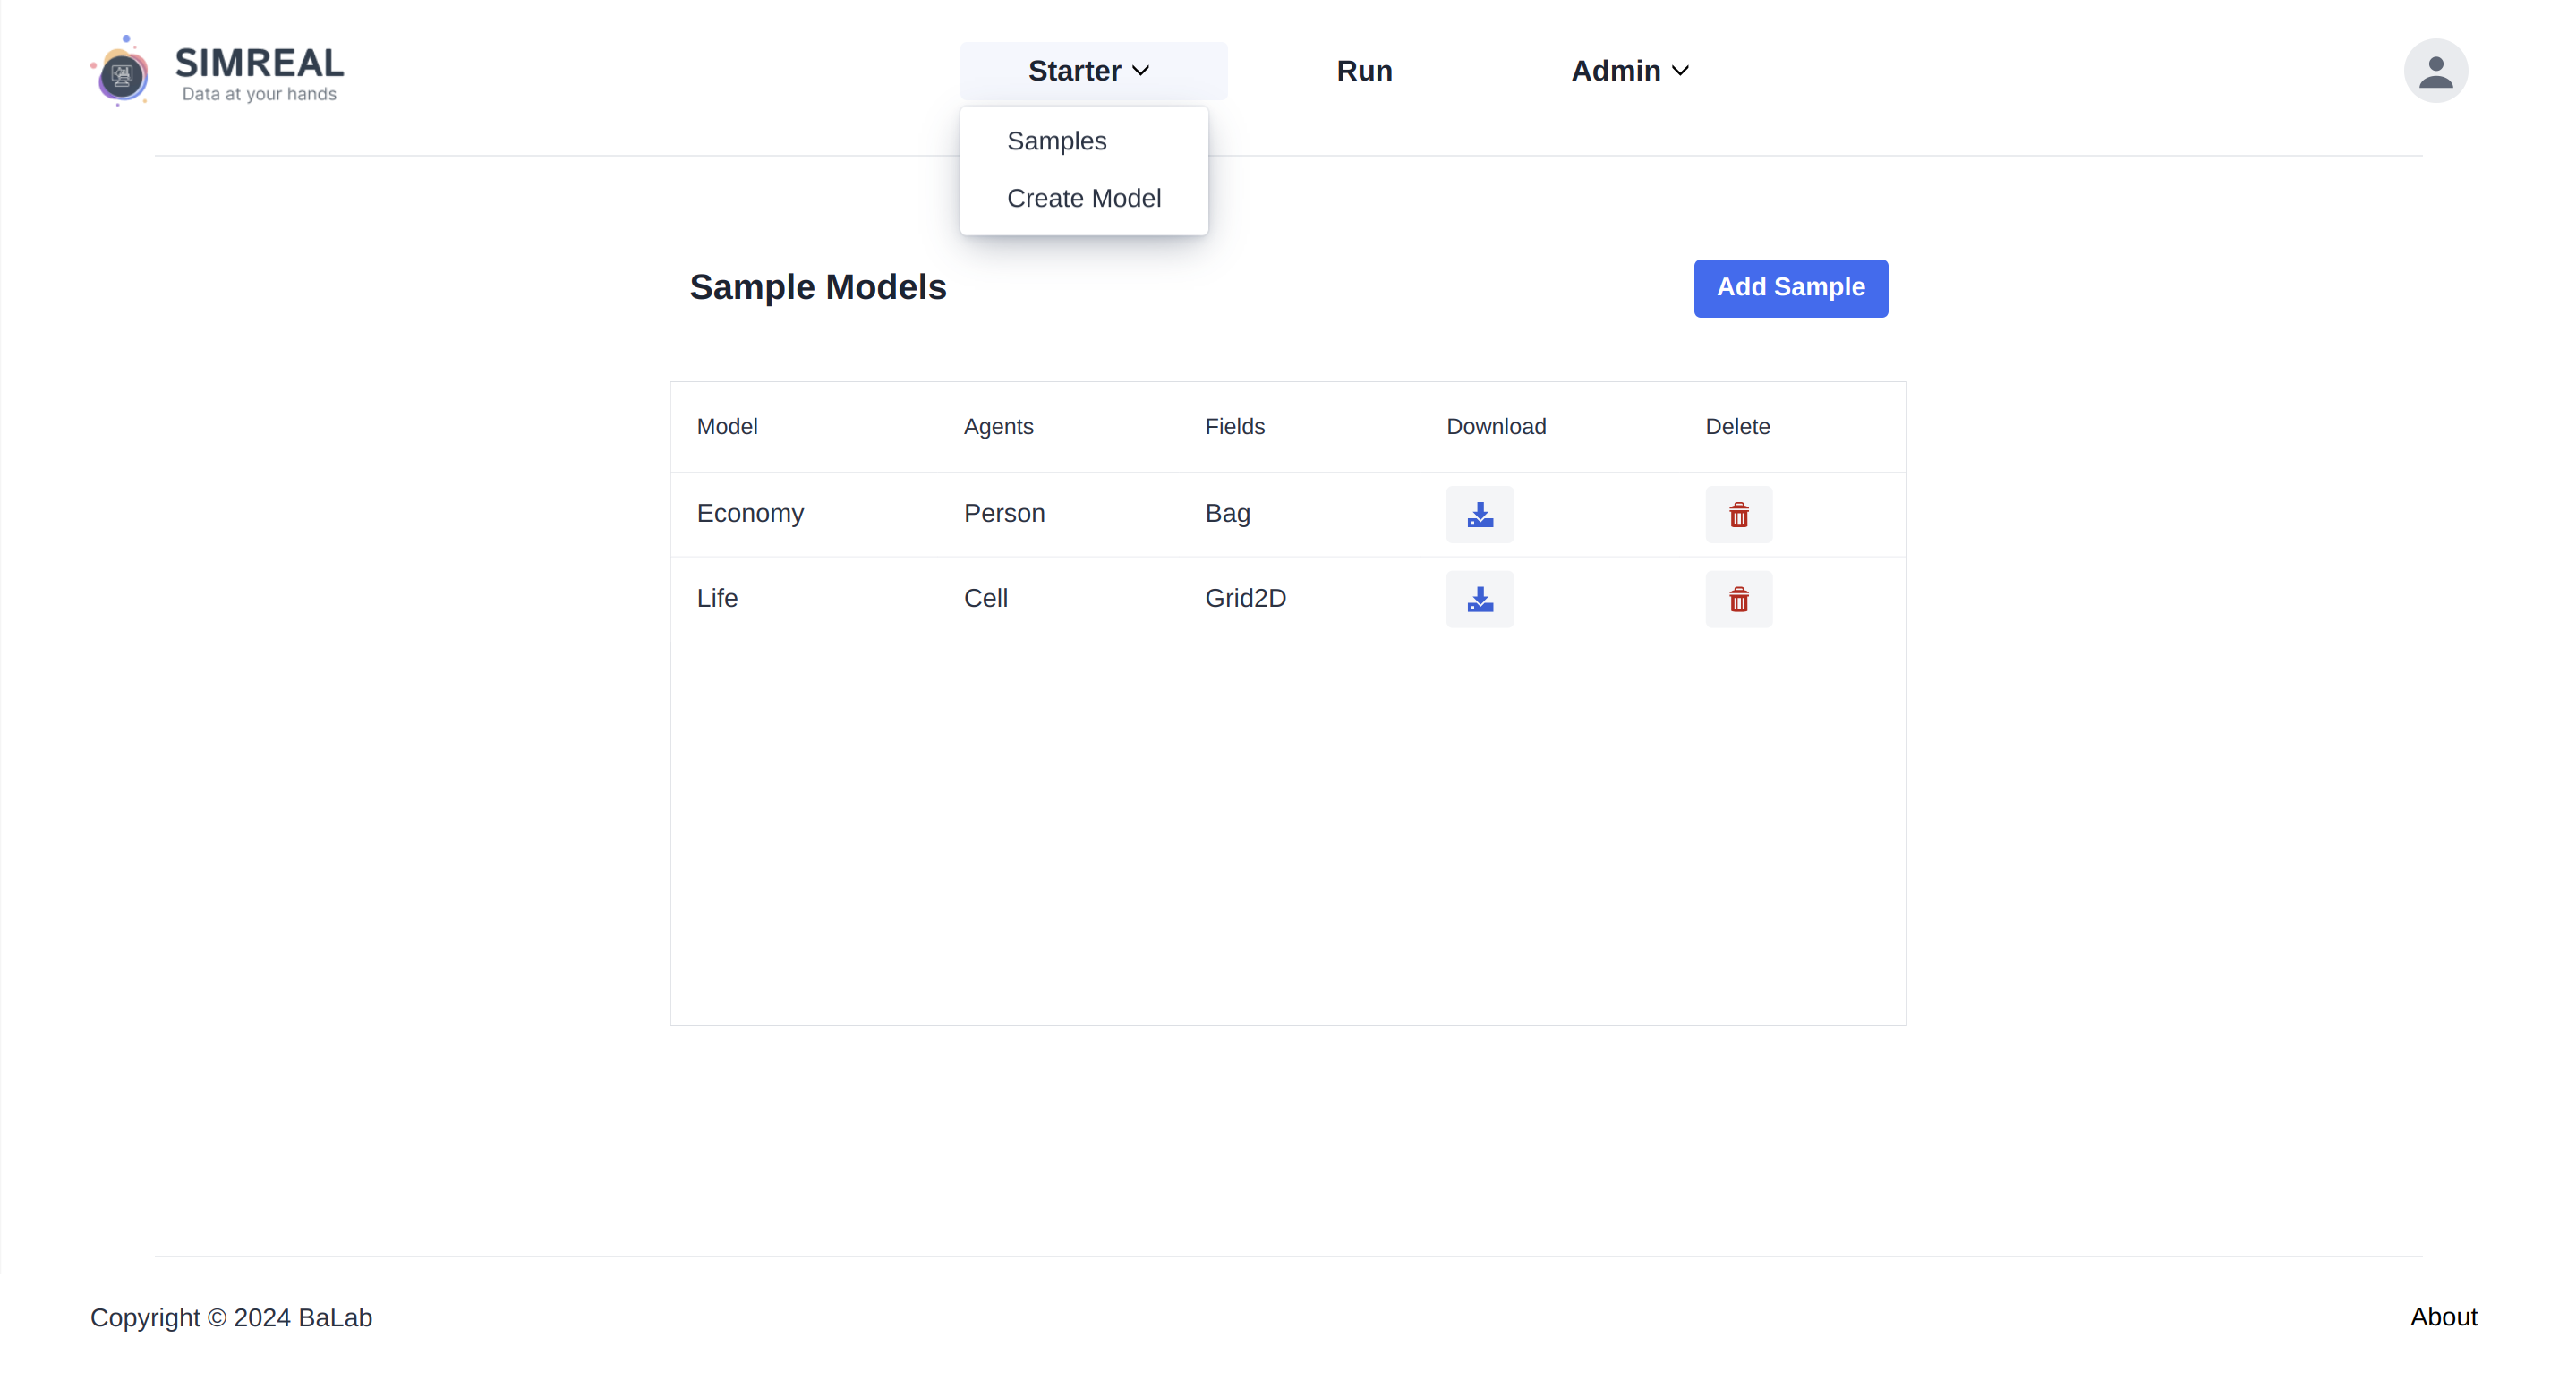 SIMREAL
Data at your hands
Starter
Run
Admin
Samples
Create Model
Sample Models
Add Sample
Model Agents Fields Download Delete
Economy Person Bag
Life Cell Grid2D
Copyright © 2024 BaLab
About